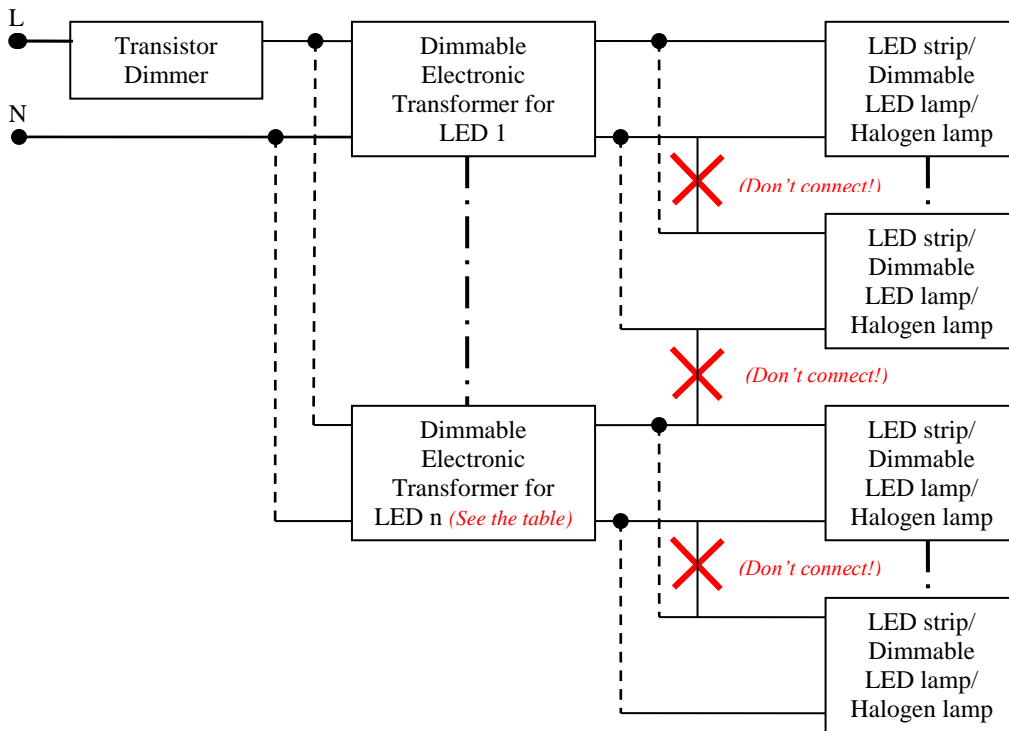 L
Transistor
Dimmer
N
Dimmable
Electronic
Transformer for
LED 1
LED strip/
Dimmable
LED lamp/
Halogen lamp
(Don't connect!)
LED strip/
Dimmable
LED lamp/
Halogen lamp
(Don't connect!)
Dimmable
Electronic
Transformer for
LED n (See the table)
LED strip/
Dimmable
LED lamp/
Halogen lamp
(Don't connect!)
LED strip/
Dimmable
LED lamp/
Halogen lamp